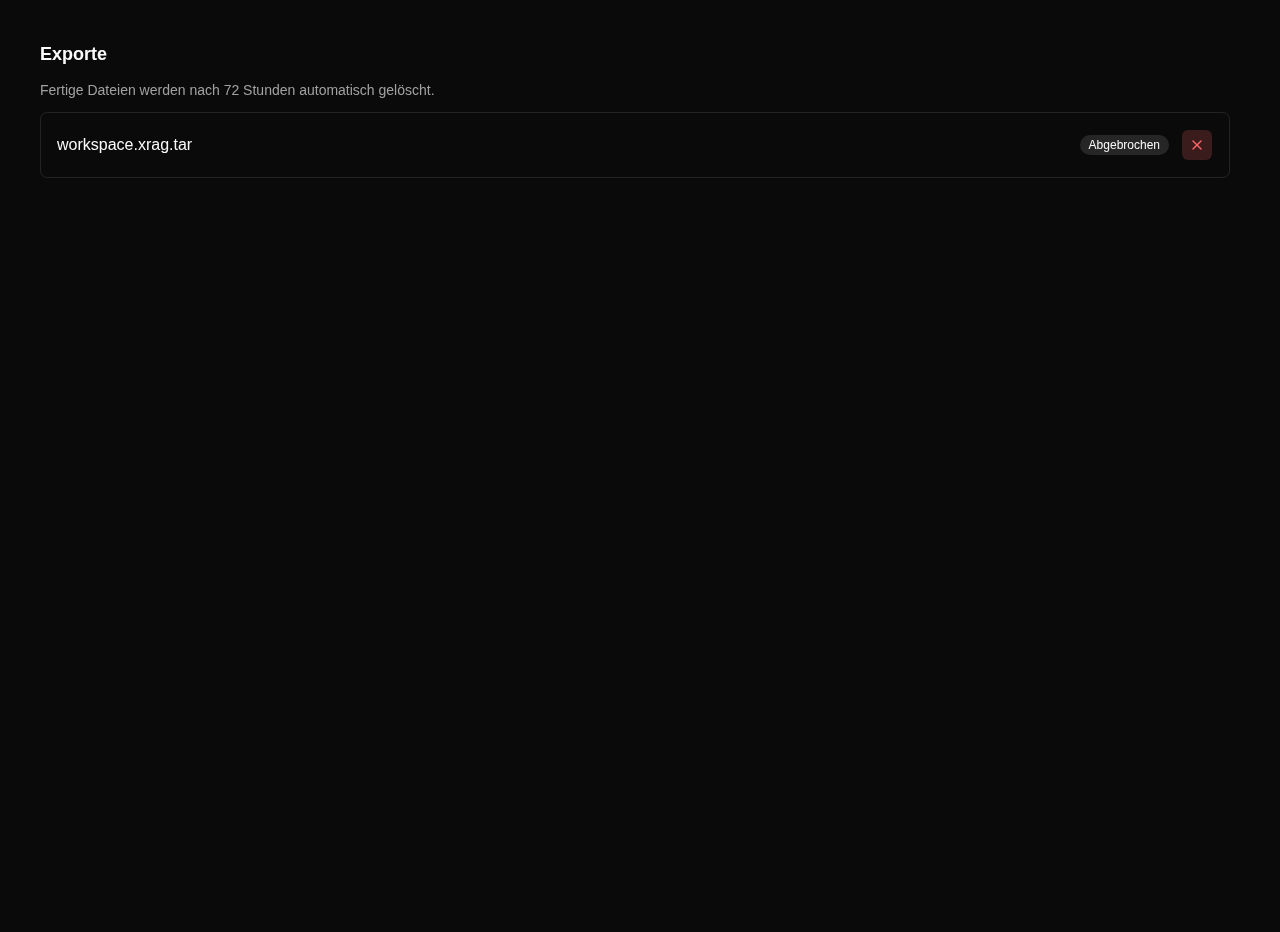 Exporte
Fertige Dateien werden nach 72 Stunden automatisch gelöscht.
workspace.xrag.tar
Abgebrochen